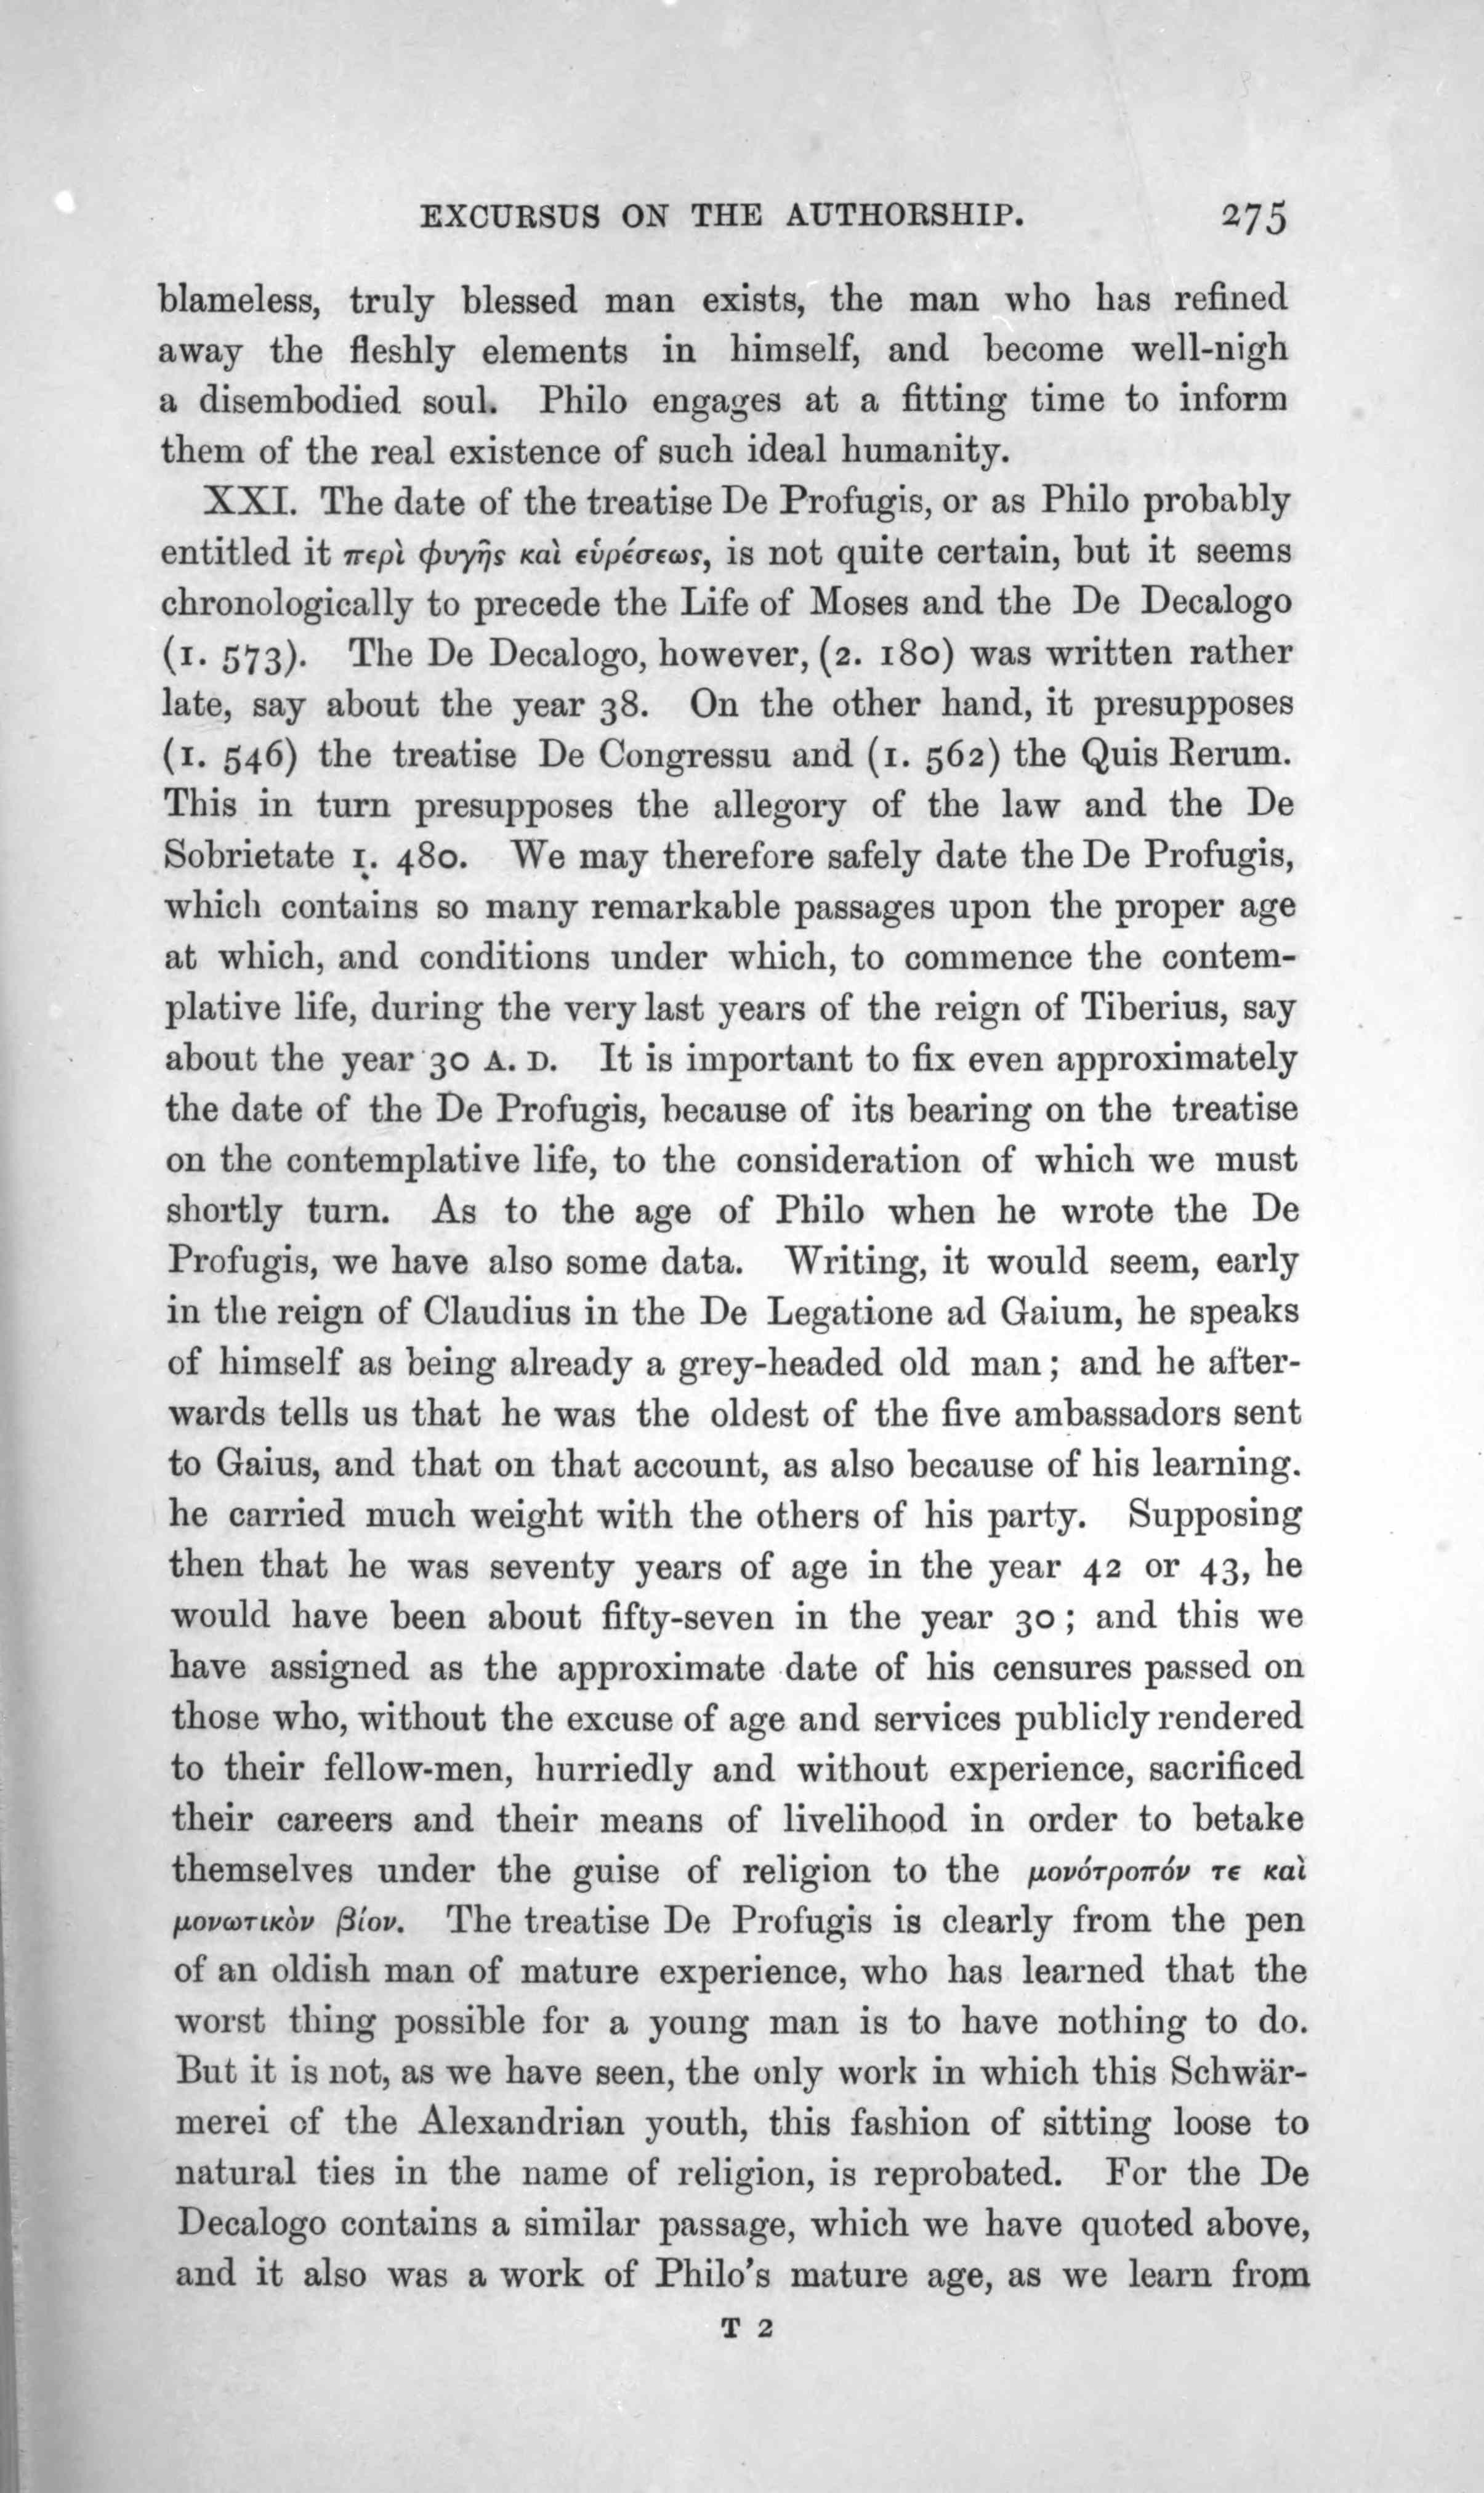 EXCURSUS ON THE AUTHORSHIP. 275
blameless, truly blessed man exists, the man who has refined
away the fleshly elements in himself, and become well-nigh
a disembodied soul. Philo engages at a fitting time to inform
them of the real existence of such ideal humanity.
XXI. The date of the treatise De Profugis, or as Philo probably
entitled it περὶ φυγῆς καὶ εὑρέσεως, is not quite certain, but it seems
chronologically to precede the Life of Moses and the De Decalogo
(1. 573). The De Decalogo, however, (2. 180) was written rather
late, say about the year 38. On the other hand, it presupposes
(1. 546) the treatise De Congressu and (1. 562) the Quis Rerum.
This in turn presupposes the allegory of the law and the De
Sobrietate 1. 480. We may therefore safely date the De Profugis,
which contains so many remarkable passages upon the proper age
at which, and conditions under which, to commence the contem-
plative life, during the very last years of the reign of Tiberius, say
about the year 30 A. D. It is important to fix even approximately
the date of the De Profugis, because of its bearing on the treatise
on the contemplative life, to the consideration of which we must
shortly turn. As to the age of Philo when he wrote the De
Profugis, we have also some data. Writing, it would seem, early
in the reign of Claudius in the De Legatione ad Gaium, he speaks
of himself as being already a grey-headed old man; and he after-
wards tells us that he was the oldest of the five ambassadors sent
to Gaius, and that on that account, as also because of his learning.
he carried much weight with the others of his party. Supposing
then that he was seventy years of age in the year 42 or 43, he
would have been about fifty-seven in the year 30; and this we
have assigned as the approximate date of his censures passed on
those who, without the excuse of age and services publicly rendered
to their fellow-men, hurriedly and without experience, sacrificed
their careers and their means of livelihood in order to betake
themselves under the guise of religion to the μονότροπόν τε καὶ
μονωτικὸν βίον. The treatise De Profugis is clearly from the pen
of an oldish man of mature experience, who has learned that the
worst thing possible for a young man is to have nothing to do.
But it is not, as we have seen, the only work in which this Schwär-
merei of the Alexandrian youth, this fashion of sitting loose to
natural ties in the name of religion, is reprobated. For the De
Decalogo contains a similar passage, which we have quoted above,
and it also was a work of Philo's mature age, as we learn from
T 2